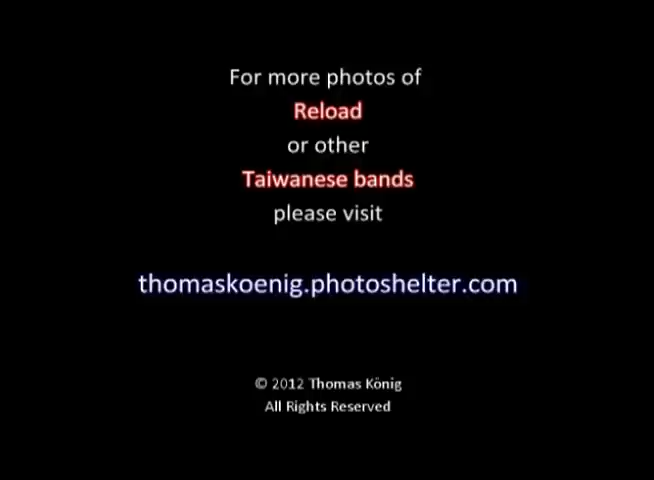 For more photos of
Reload
or other
Taiwanese bands
please visit
thomaskoenig.photoshelter.com
© 2012 Thomas König
All Rights Reserved